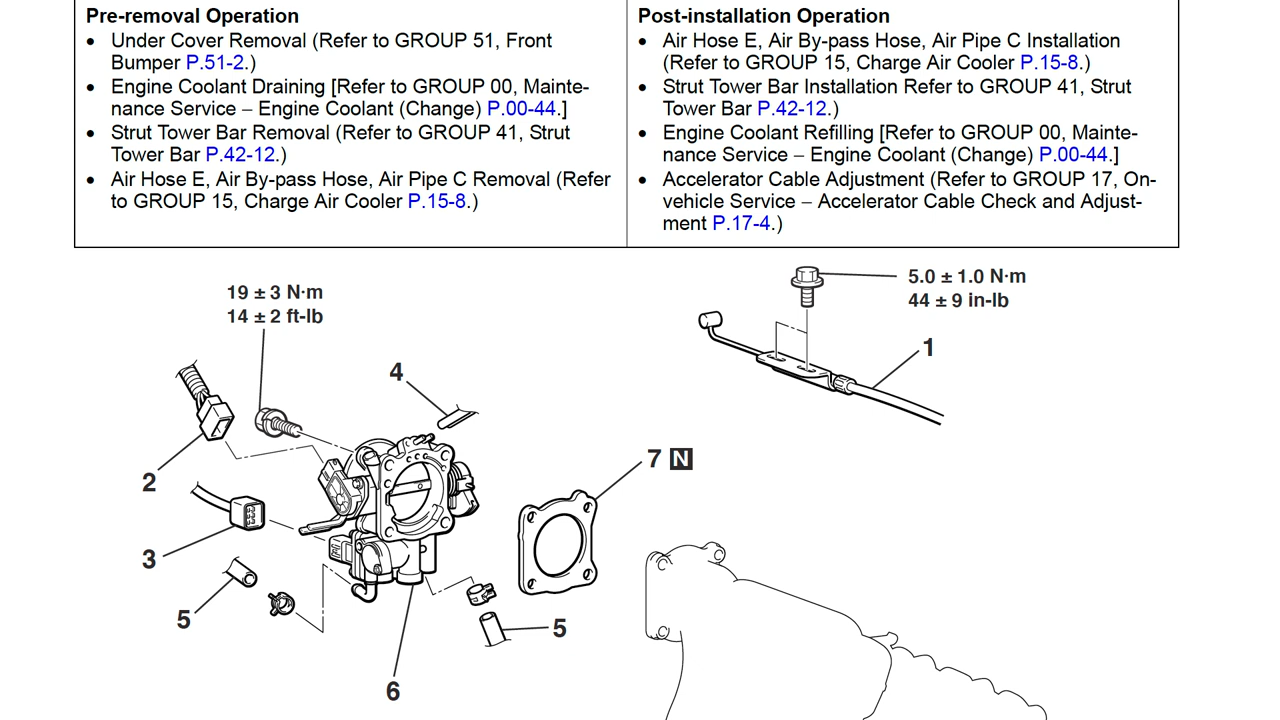 Pre-removal Operation
• Under Cover Removal (Refer to GROUP 51, Front
Bumper P.51-2.)
• Engine Coolant Draining [Refer to GROUP 00, Mainte-
nance Service – Engine Coolant (Change) P.00-44.]
• Strut Tower Bar Removal (Refer to GROUP 41, Strut
Tower Bar P.42-12.)
• Air Hose E, Air By-pass Hose, Air Pipe C Removal (Refer
to GROUP 15, Charge Air Cooler P.15-8.)
Post-installation Operation
• Air Hose E, Air By-pass Hose, Air Pipe C Installation
(Refer to GROUP 15, Charge Air Cooler P.15-8.)
• Strut Tower Bar Installation Refer to GROUP 41, Strut
Tower Bar P.42-12.)
• Engine Coolant Refilling [Refer to GROUP 00, Mainte-
nance Service – Engine Coolant (Change) P.00-44.]
• Accelerator Cable Adjustment (Refer to GROUP 17, On-
vehicle Service – Accelerator Cable Check and Adjust-
ment P.17-4.)
19 ± 3 N·m
14 ± 2 ft-lb
5.0 ± 1.0 N·m
44 ± 9 in-lb
1
4
7 N
2
3
5
5
6